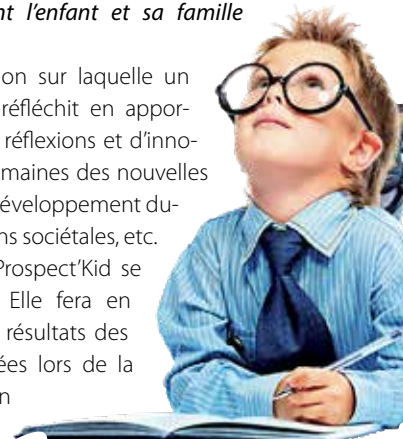 nt l'enfant et sa famille
on sur laquelle un
réfléchit en appor-
réflexions et d'inno-
maines des nouvelles
développement du-
ns sociétales, etc.
Prospect'Kid se
Elle fera en
résultats des
ées lors de la
n